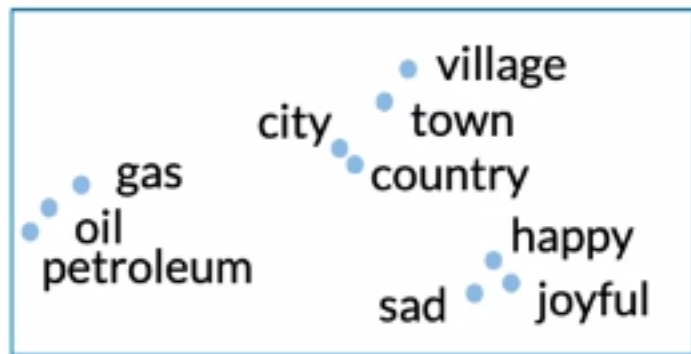 village
city
town
gas
country
oil
happy
petroleum
sad
joyful